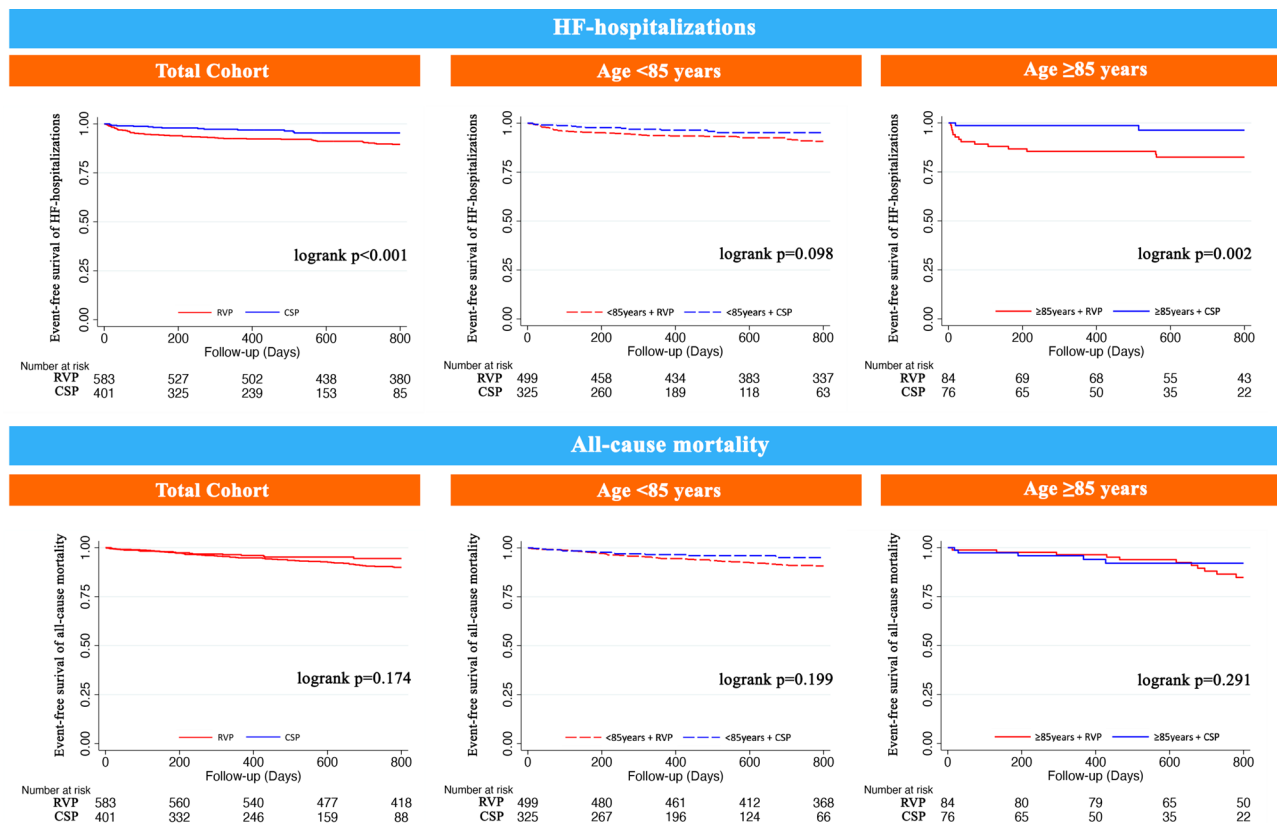 HF-hospitalizations
Total Cohort
Event-free surival of HF-hospitalizations
1.00
0.75
0.50
0.25
0.00
logrank p<0.001
RVP CSP
0 200 400 600 800
Follow-up (Days)
Number at risk
RVP 583 527 502 438 380
CSP 401 325 239 153 85
Age <85 years
Event-free surival of HF-hospitalizations
1.00
0.75
0.50
0.25
0.00
logrank p=0.098
<85years + RVP <85years + CSP
0 200 400 600 800
Follow-up (Days)
Number at risk
RVP 499 458 434 383 337
CSP 325 260 189 118 63
Age ≥85 years
Event-free surival of HF-hospitalizations
1.00
0.75
0.50
0.25
0.00
logrank p=0.002
≥85years + RVP ≥85years + CSP
0 200 400 600 800
Follow-up (Days)
Number at risk
RVP 84 69 68 55 43
CSP 76 65 50 35 22
All-cause mortality
Total Cohort
Event-free surival of all-cause mortality
1.00
0.75
0.50
0.25
0.00
logrank p=0.174
RVP CSP
0 200 400 600 800
Follow-up (Days)
Number at risk
RVP 583 560 540 477 418
CSP 401 332 246 159 88
Age <85 years
Event-free surival of all-cause mortality
1.00
0.75
0.50
0.25
0.00
logrank p=0.199
<85years + RVP <85years + CSP
0 200 400 600 800
Follow-up (Days)
Number at risk
RVP 499 480 461 412 368
CSP 325 267 196 124 66
Age ≥85 years
Event-free surival of all-cause mortality
1.00
0.75
0.50
0.25
0.00
logrank p=0.291
≥85years + RVP ≥85years + CSP
0 200 400 600 800
Follow-up (Days)
Number at risk
RVP 84 80 79 65 50
CSP 76 65 50 35 22